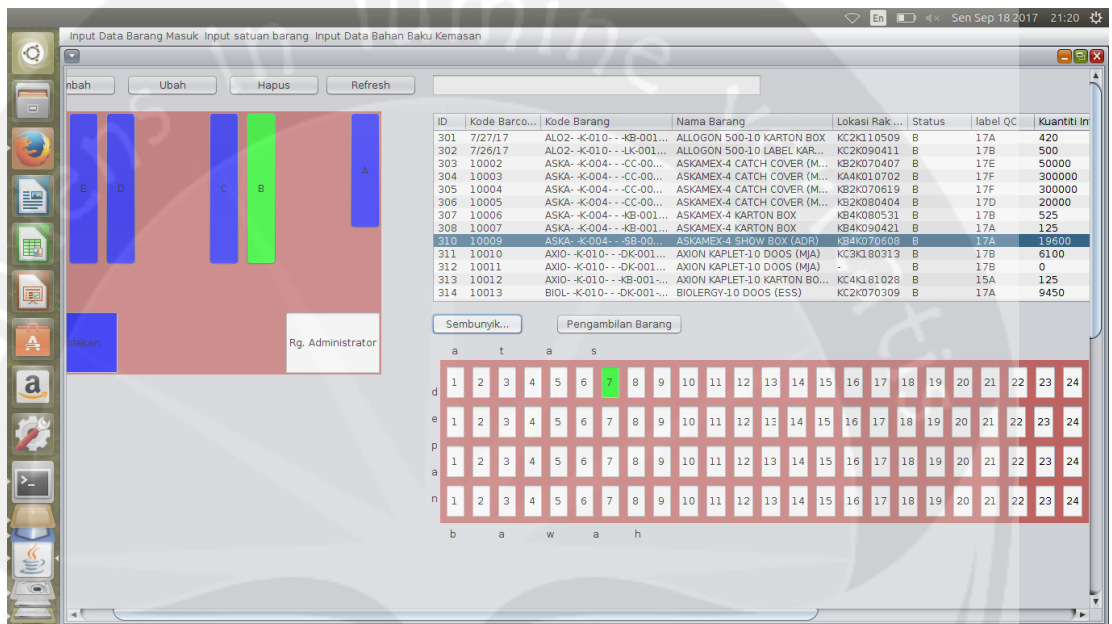 En Sen Sep 18 2017 21:20
Input Data Barang Masuk Input satuan barang Input Data Bahan Baku Kemasan
nbah Ubah Hapus Refresh
ID Kode Barco... Kode Barang Nama Barang Lokasi Rak ... Status label QC Kuantiti In
301 7/27/17 ALO2- -K-010- - -KB-001... ALLOGON 500-10 KARTON BOX KC2K110509 B 17A 420
302 7/26/17 ALO2- -K-010- - -LK-001... ALLOGON 500-10 LABEL KAR... KC2K090411 B 17B 500
303 10002 ASKA- -K-004- - -CC-00... ASKAMEX-4 CATCH COVER (M... KB2K070407 B 17E 50000
304 10003 ASKA- -K-004- - -CC-00... ASKAMEX-4 CATCH COVER (M... KA4K010702 B 17F 300000
305 10004 ASKA- -K-004- - -CC-00... ASKAMEX-4 CATCH COVER (M... KB2K070619 B 17F 300000
306 10005 ASKA- -K-004- - -CC-00... ASKAMEX-4 CATCH COVER (M... KB2K080404 B 17D 20000
307 10006 ASKA- -K-004- - -KB-001... ASKAMEX-4 KARTON BOX KB4K080531 B 17B 525
308 10007 ASKA- -K-004- - -KB-001... ASKAMEX-4 KARTON BOX KB4K090421 B 17A 125
310 10009 ASKA- -K-004- - -SB-00... ASKAMEX-4 SHOW BOX (ADR) KB4K070608 B 17A 19600
311 10010 AXIO- -K-010- - -DK-001... AXION KAPLET-10 DOOS (MJA) KC3K180313 B 17B 6100
312 10011 AXIO- -K-010- - -DK-001... AXION KAPLET-10 DOOS (MJA) - B 17B 0
313 10012 AXIO- -K-010- - -KB-001... AXION KAPLET-10 KARTON BO... KC4K181028 B 15A 125
314 10013 BIOL- -K-010- - -DK-001-... BIOLERGY-10 DOOS (ESS) KC2K070309 B 17A 9450
E D C B A
Rg. Administrator
Sembunyik... Pengambilan Barang
a t a s
d e p a n
1 2 3 4 5 6 7 8 9 10 11 12 13 14 15 16 17 18 19 20 21 22 23 24
1 2 3 4 5 6 7 8 9 10 11 12 13 14 15 16 17 18 19 20 21 22 23 24
1 2 3 4 5 6 7 8 9 10 11 12 13 14 15 16 17 18 19 20 21 22 23 24
1 2 3 4 5 6 7 8 9 10 11 12 13 14 15 16 17 18 19 20 21 22 23 24
b a w a h